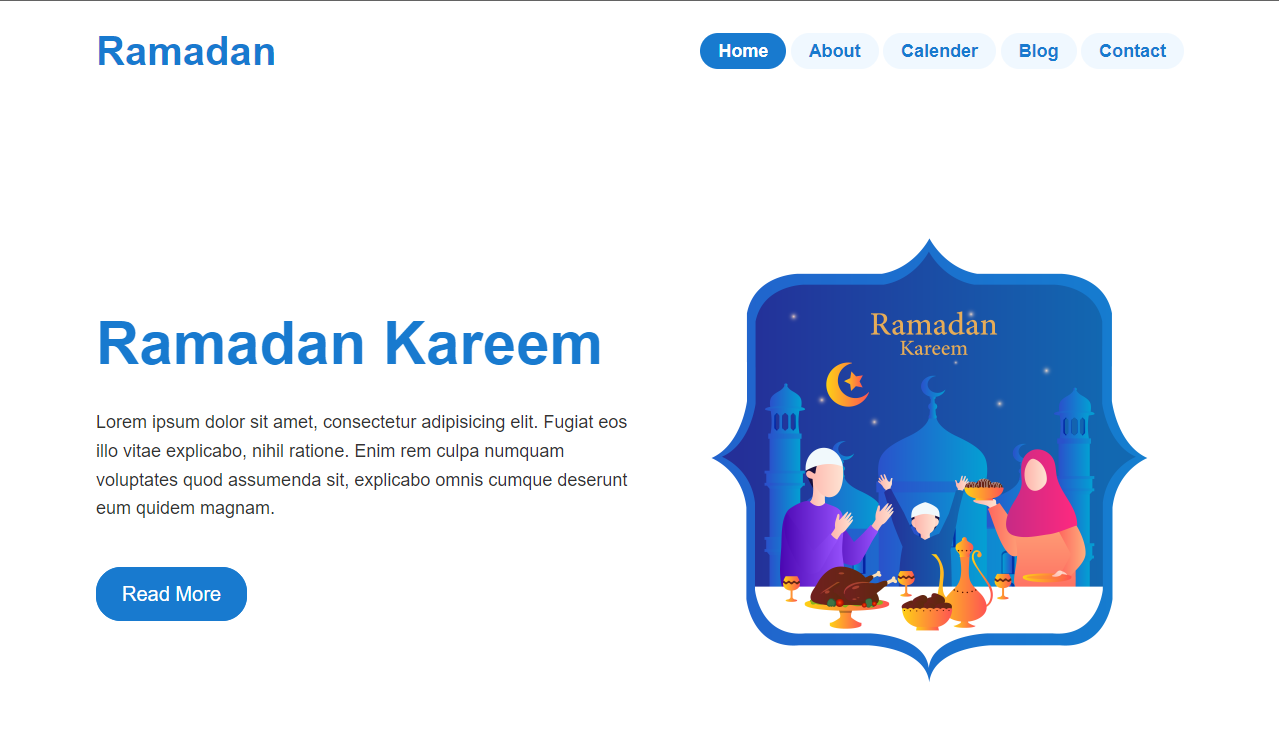 Ramadan
Home About Calender Blog Contact
Ramadan Kareem
Lorem ipsum dolor sit amet, consectetur adipisicing elit. Fugiat eos
illo vitae explicabo, nihil ratione. Enim rem culpa numquam
voluptates quod assumenda sit, explicabo omnis cumque deserunt
eum quidem magnam.
Read More
Ramadan
Kareem